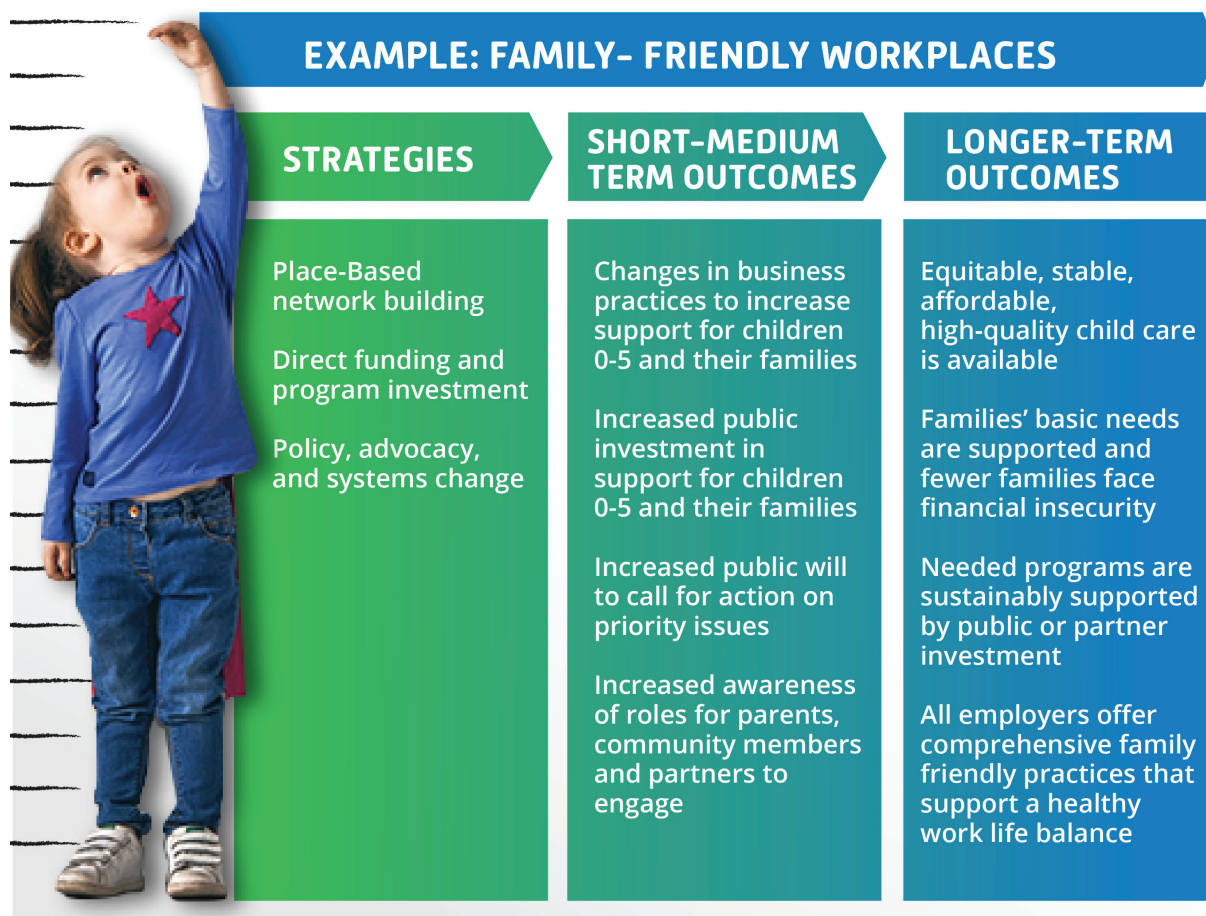 EXAMPLE: FAMILY- FRIENDLY WORKPLACES
STRATEGIES
Place-Based
network building
Direct funding and
program investment
Policy, advocacy,
and systems change
SHORT-MEDIUM
TERM OUTCOMES
Changes in business
practices to increase
support for children
0-5 and their families
Increased public
investment in
support for children
0-5 and their families
Increased public will
to call for action on
priority issues
Increased awareness
of roles for parents,
community members
and partners to
engage
LONGER-TERM
OUTCOMES
Equitable, stable,
affordable,
high-quality child care
is available
Families’ basic needs
are supported and
fewer families face
financial insecurity
Needed programs are
sustainably supported
by public or partner
investment
All employers offer
comprehensive family
friendly practices that
support a healthy
work life balance